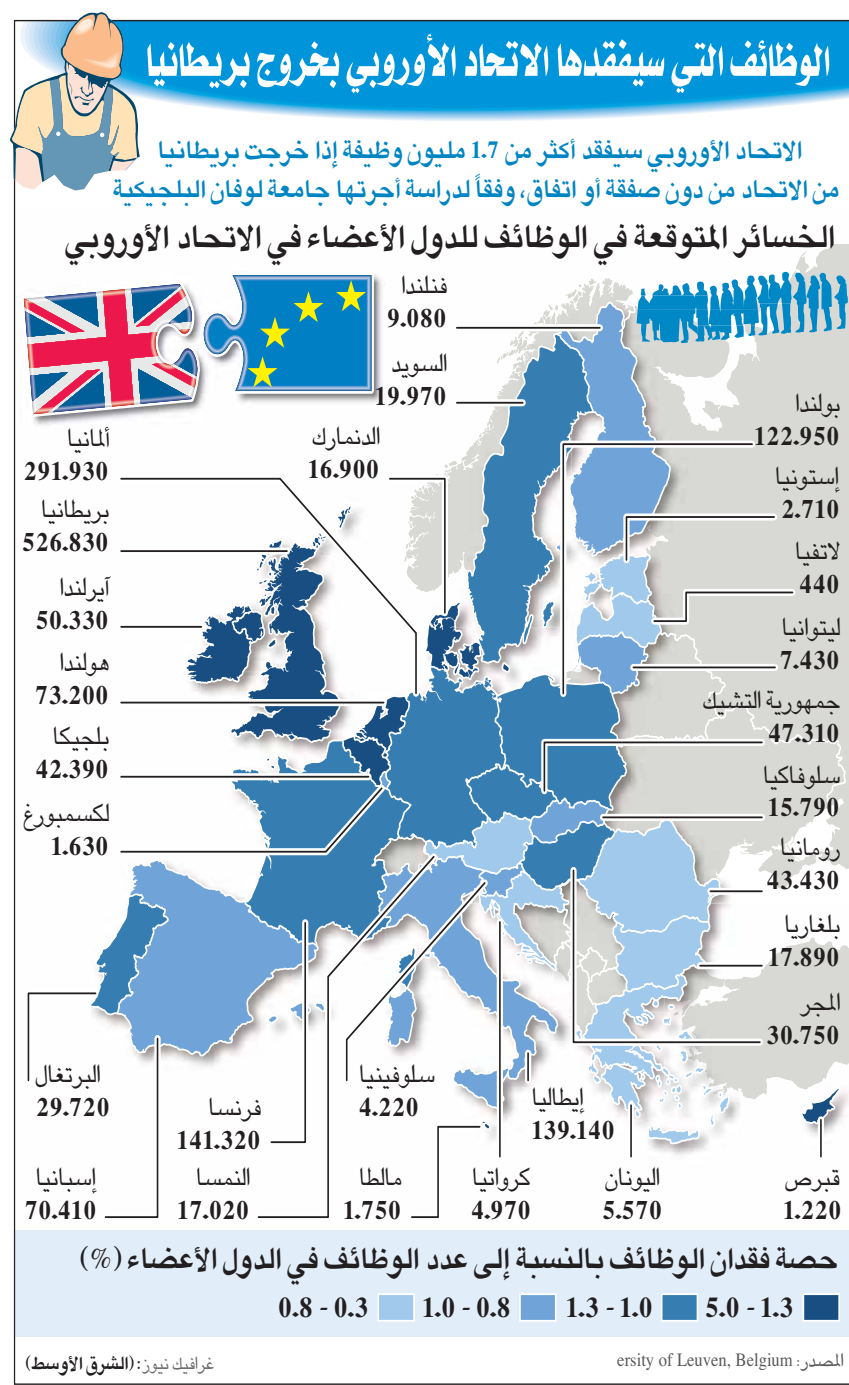 الوظائف التي سيفقدها الاتحاد الأوروبي بخروج بريطانيا
الاتحاد الأوروبي سيفقد أكثر من 1.7 مليون وظيفة إذا خرجت بريطانيا
من الاتحاد من دون صفقة أو اتفاق، وفقاً لدراسة أجرتها جامعة لوفان البلجيكية
الخسائر المتوقعة في الوظائف للدول الأعضاء في الاتحاد الأوروبي
فنلندا
9.080
السويد
19.970
بولندا
122.950
الدنمارك
16.900
ألمانيا
291.930
إستونيا
2.710
بريطانيا
526.830
لاتفيا
440
آيرلندا
50.330
ليتوانيا
7.430
هولندا
73.200
جمهورية التشيك
47.310
بلجيكا
42.390
سلوفاكيا
15.790
لكسمبورغ
1.630
رومانيا
43.430
بلغاريا
17.890
المجر
30.750
البرتغال
29.720
سلوفينيا
4.220
فرنسا
141.320
إيطاليا
139.140
قبرص
1.220
اليونان
5.570
كرواتيا
4.970
مالطا
1.750
النمسا
17.020
إسبانيا
70.410
حصة فقدان الوظائف بالنسبة إلى عدد الوظائف في الدول الأعضاء (%)
5.0 - 1.3
1.3 - 1.0
1.0 - 0.8
0.8 - 0.3
المصدر: ersity of Leuven, Belgium
غرافيك نيوز: (الشرق الأوسط)